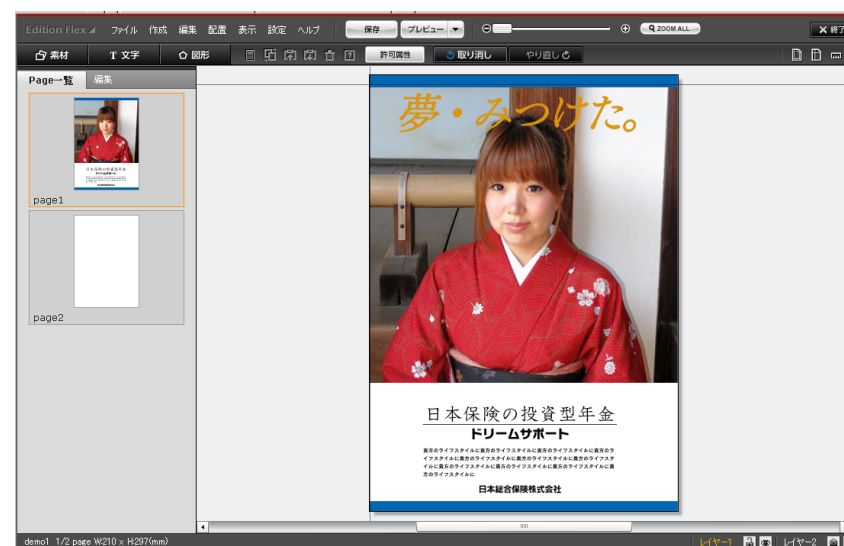 Edition Flex ファイル 作成 編集 配置 表示 設定 ヘルプ 保存 プレビュー ZOOM ALL 終了
素材 文字 図形 許可属性 取り消し やり直し
Page一覧 編集
page1
page2
夢・みつけた。
日本保険の投資型年金
ドリームサポート
貴方のライフスタイルに貴方のライフスタイルに貴方のライフスタイルに貴方のラ
イフスタイルに貴方のライフスタイルに貴方のライフスタイルに貴方のライフスタ
イルに貴方のライフスタイルに貴方のライフスタイルに貴方のライフスタイルに貴
方のライフスタイルに
日本総合保険株式会社
demo1 1/2 page W210 x H297(mm) レイヤー1 レイヤー2